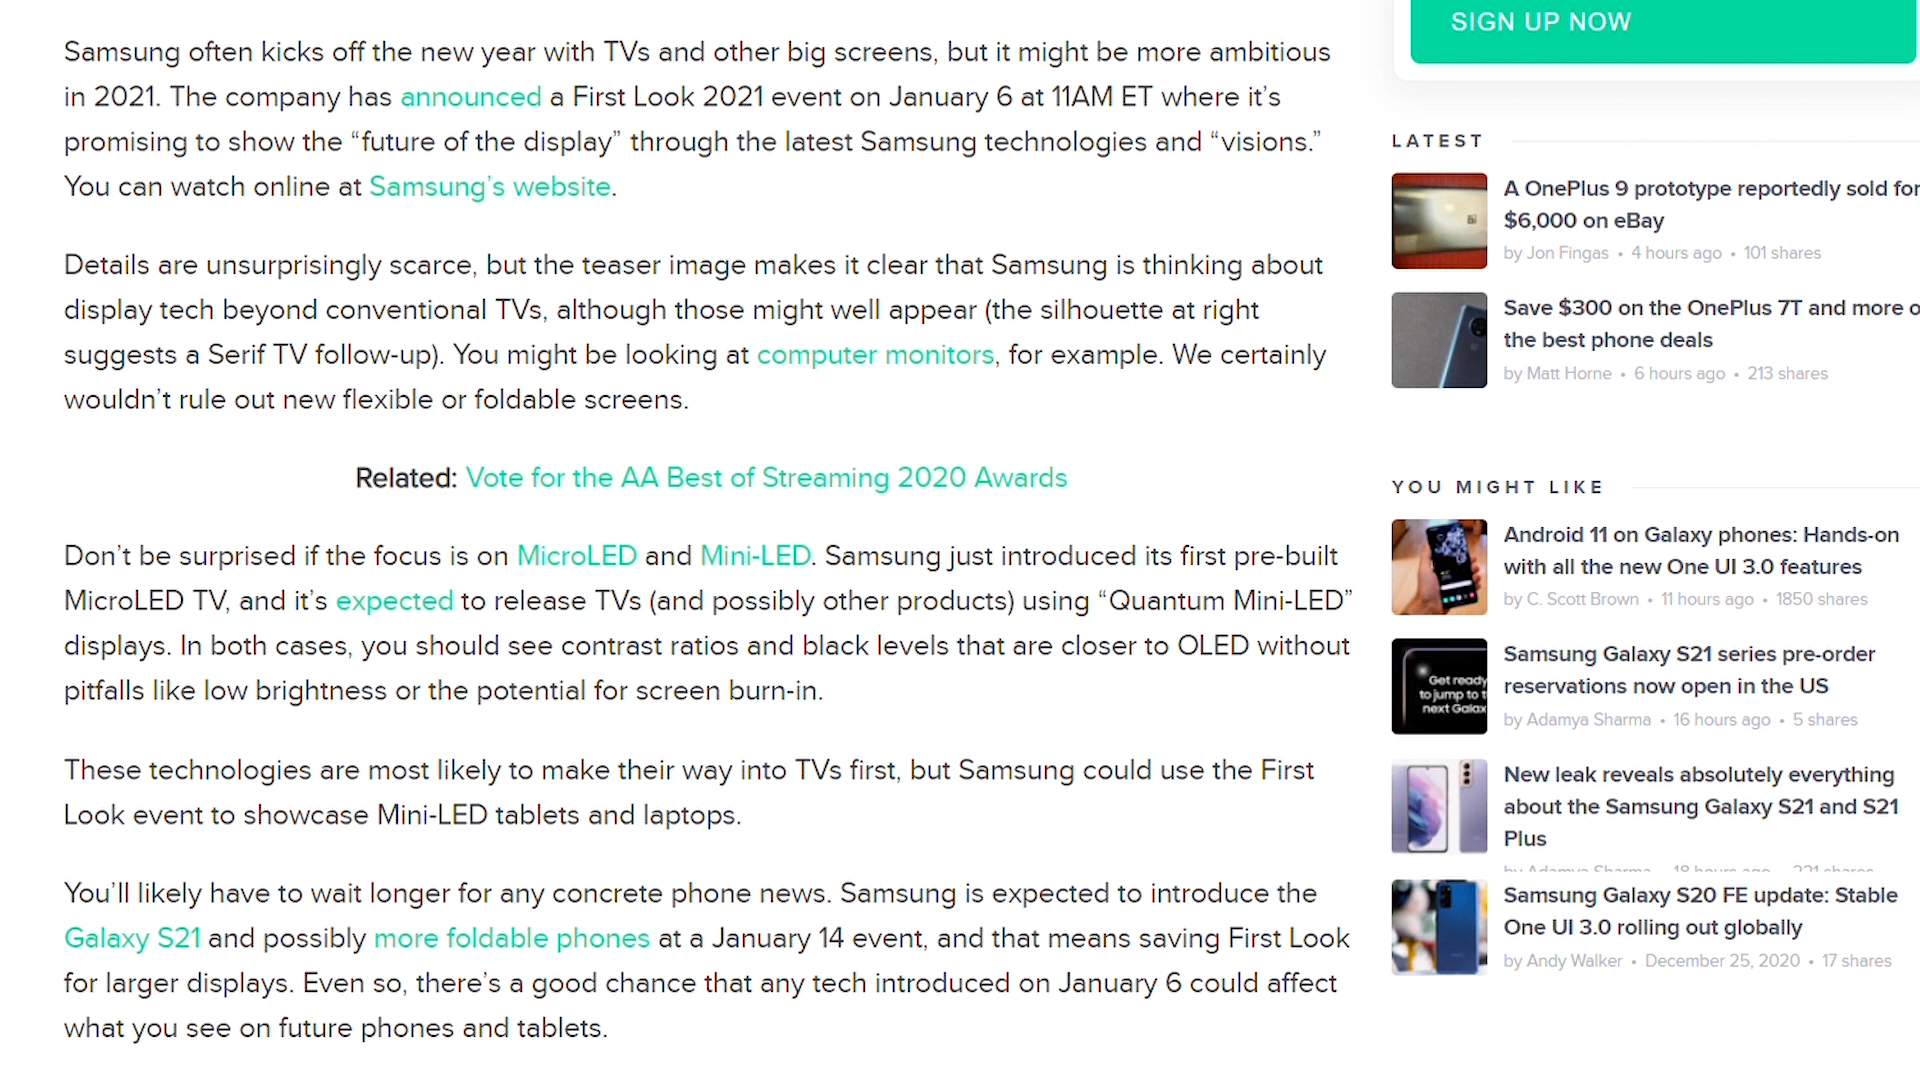 Samsung often kicks off the new year with TVs and other big screens, but it might be more ambitious
in 2021. The company has announced a First Look 2021 event on January 6 at 11AM ET where it’s
promising to show the “future of the display” through the latest Samsung technologies and “visions.”
You can watch online at Samsung’s website.
Details are unsurprisingly scarce, but the teaser image makes it clear that Samsung is thinking about
display tech beyond conventional TVs, although those might well appear (the silhouette at right
suggests a Serif TV follow-up). You might be looking at computer monitors, for example. We certainly
wouldn’t rule out new flexible or foldable screens.
Related: Vote for the AA Best of Streaming 2020 Awards
Don’t be surprised if the focus is on MicroLED and Mini-LED. Samsung just introduced its first pre-built
MicroLED TV, and it’s expected to release TVs (and possibly other products) using “Quantum Mini-LED”
displays. In both cases, you should see contrast ratios and black levels that are closer to OLED without
pitfalls like low brightness or the potential for screen burn-in.
These technologies are most likely to make their way into TVs first, but Samsung could use the First
Look event to showcase Mini-LED tablets and laptops.
You’ll likely have to wait longer for any concrete phone news. Samsung is expected to introduce the
Galaxy S21 and possibly more foldable phones at a January 14 event, and that means saving First Look
for larger displays. Even so, there’s a good chance that any tech introduced on January 6 could affect
what you see on future phones and tablets.
SIGN UP NOW
LATEST
A OnePlus 9 prototype reportedly sold for
$6,000 on eBay
by Jon Fingas • 4 hours ago • 101 shares
Save $300 on the OnePlus 7T and more o
the best phone deals
by Matt Horne • 6 hours ago • 213 shares
YOU MIGHT LIKE
Android 11 on Galaxy phones: Hands-on
with all the new One UI 3.0 features
by C. Scott Brown • 11 hours ago • 1850 shares
Get ready
to jump to t
next Galax
Samsung Galaxy S21 series pre-order
reservations now open in the US
by Adamya Sharma • 16 hours ago • 5 shares
New leak reveals absolutely everything
about the Samsung Galaxy S21 and S21
Plus
by Adamya Sharma 18 hours ago 221 shares
Samsung Galaxy S20 FE update: Stable
One UI 3.0 rolling out globally
by Andy Walker • December 25, 2020 • 17 shares